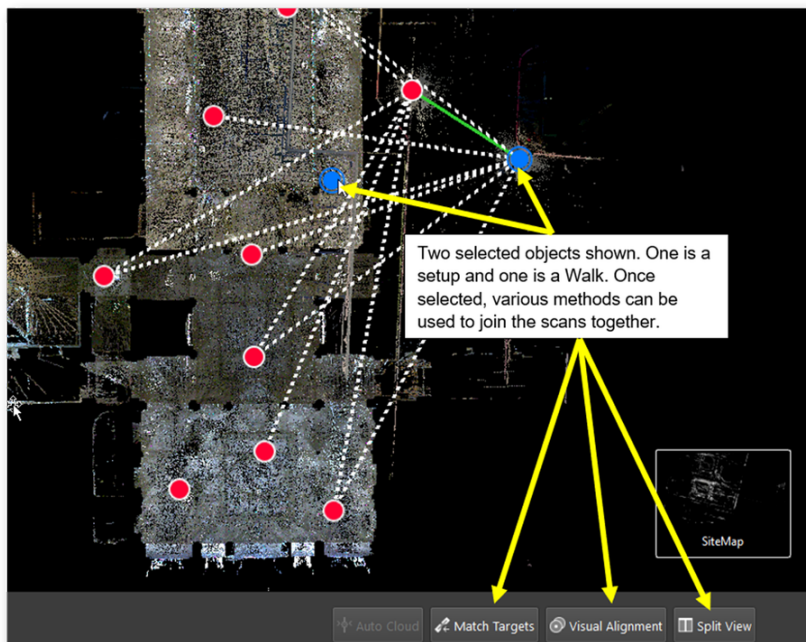 Two selected objects shown. One is a
setup and one is a Walk. Once
selected, various methods can be
used to join the scans together.
SiteMap
Auto Cloud
Match Targets
Visual Alignment
Split View